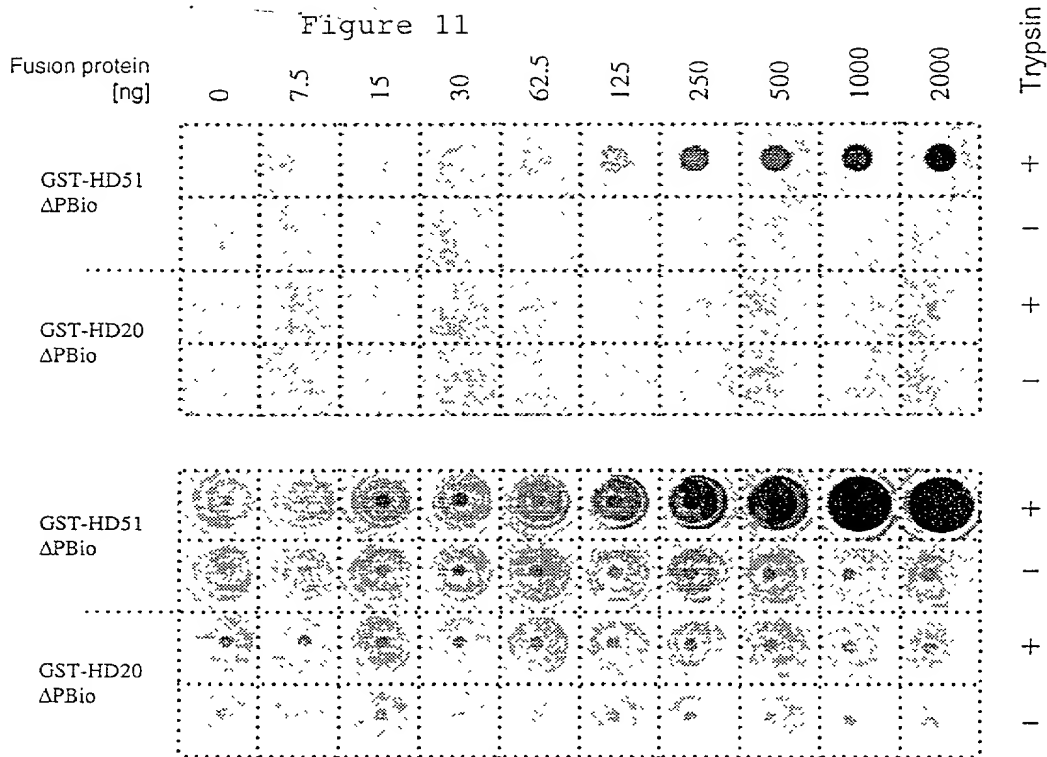 Figure 11
Fusion protein
[ng]
0 7.5 15 30 62.5 125 250 500 1000 2000
Trypsin
GST-HD51
ΔPBio
+
−
GST-HD20
ΔPBio
+
−
GST-HD51
ΔPBio
+
−
GST-HD20
ΔPBio
+
−